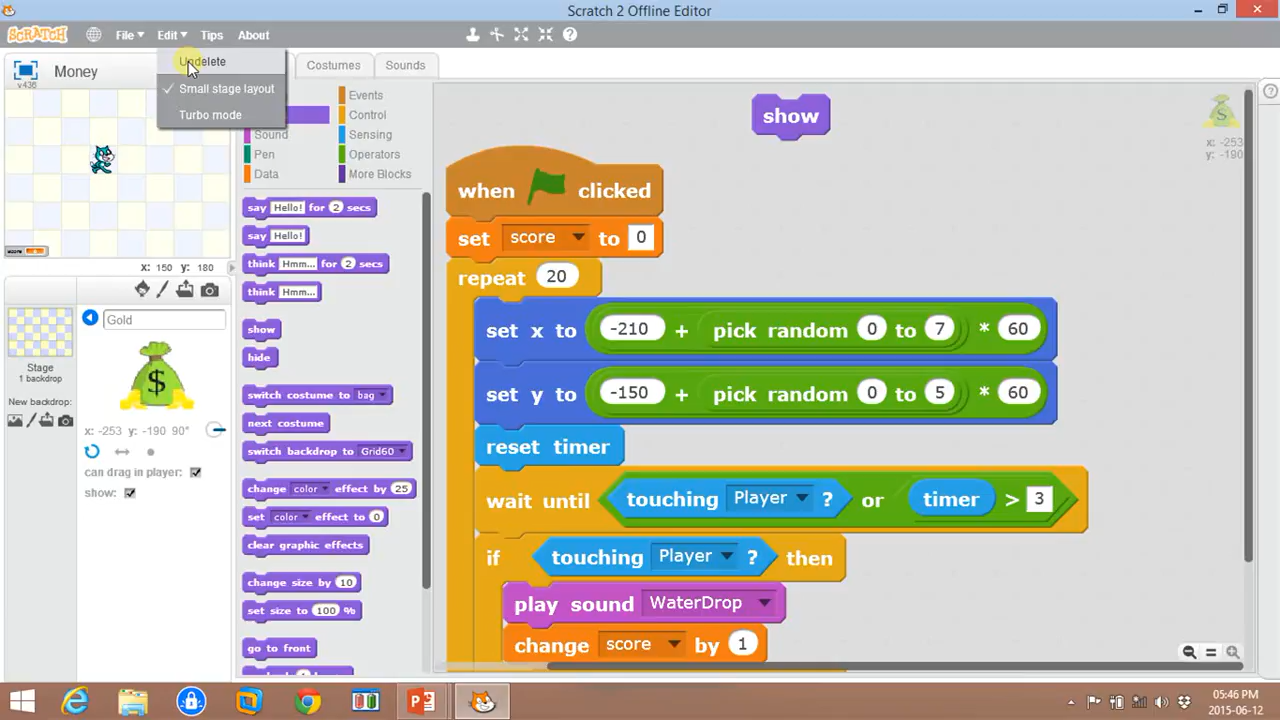 Scratch 2 Offline Editor
SCRATCH File Edit Tips About
Undelete
Small stage layout
Turbo mode
Costumes Sounds
Money
v436
x: 150 y: 180
Gold
Stage
1 backdrop
New backdrop:
x: -253 y: -190 90°
can drag in player:
show:
Events
Control
Sound Sensing
Pen Operators
Data More Blocks
say Hello! for 2 secs
say Hello!
think Hmm... for 2 secs
think Hmm...
show
hide
switch costume to bag
next costume
switch backdrop to Grid60
change color effect by 25
set color effect to 0
clear graphic effects
change size by 10
set size to 100 %
go to front
show
x: -253
y: -190
when clicked
set score to 0
repeat 20
set x to -210 + pick random 0 to 7 * 60
set y to -150 + pick random 0 to 5 * 60
reset timer
wait until touching Player ? or timer > 3
if touching Player ? then
play sound WaterDrop
change score by 1
05:46 PM
2015-06-12